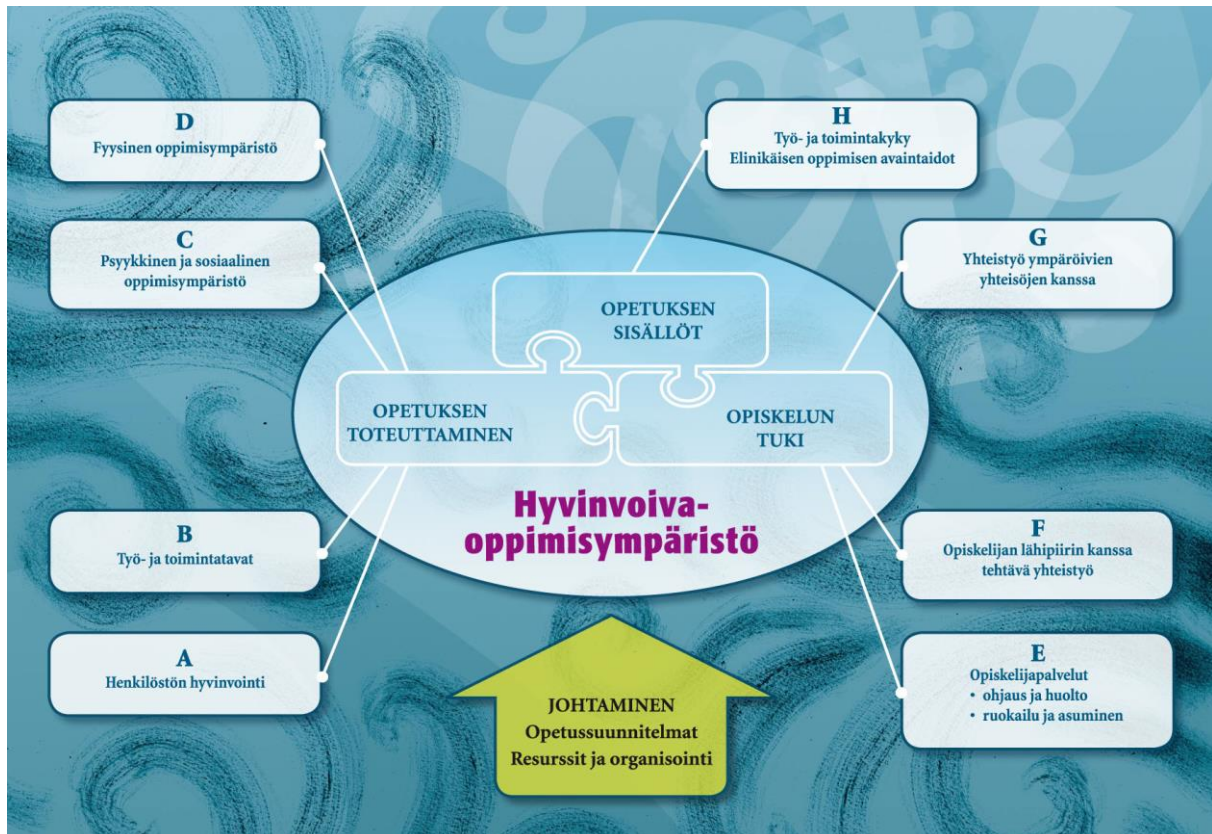 D
Fyysinen oppimisympäristö
H
Työ- ja toimintakyky
Elinikäisen oppimisen avaintaidot
C
Psyykkinen ja sosiaalinen
oppimisympäristö
G
Yhteistyö ympäröivien
yhteisöjen kanssa
OPETUKSEN
SISÄLLÖT
OPETUKSEN
TOTEUTTAMINEN
OPISKELUN
TUKI
Hyvinvoiva-
oppimisympäristö
B
Työ- ja toimintatavat
F
Opiskelijan lähipiirin kanssa
tehtävä yhteistyö
A
Henkilöstön hyvinvointi
E
Opiskelijapalvelut
• ohjaus ja huolto
• ruokailu ja asuminen
JOHTAMINEN
Opetussuunnitelmat
Resurssit ja organisointi